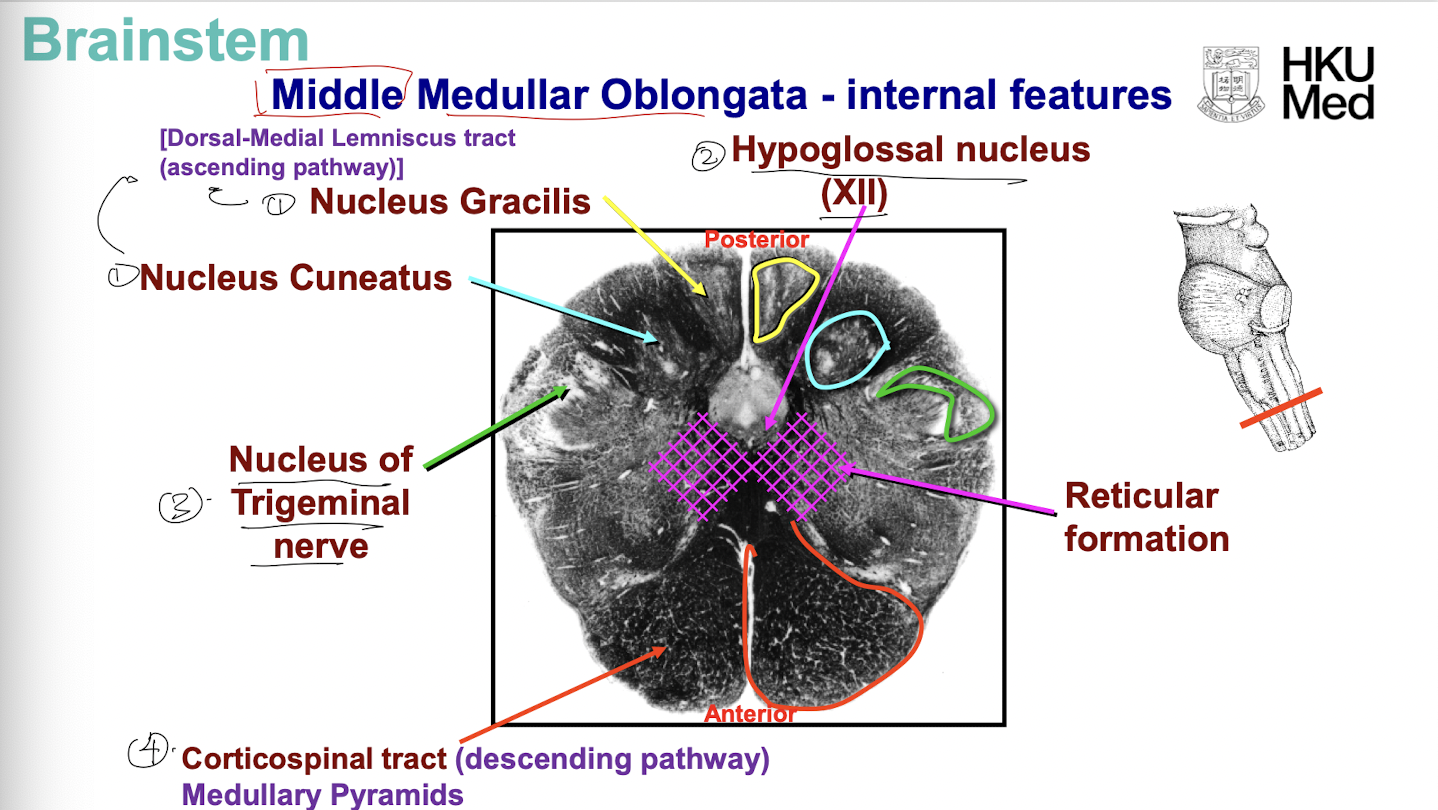 Brainstem
Middle Medullar Oblongata - internal features
HKU
Med
[Dorsal-Medial Lemniscus tract
(ascending pathway)]
② Hypoglossal nucleus
(XII)
① Nucleus Gracilis
Posterior
① Nucleus Cuneatus
Nucleus of
③ Trigeminal
nerve
Reticular
formation
Anterior
④ Corticospinal tract (descending pathway)
Medullary Pyramids